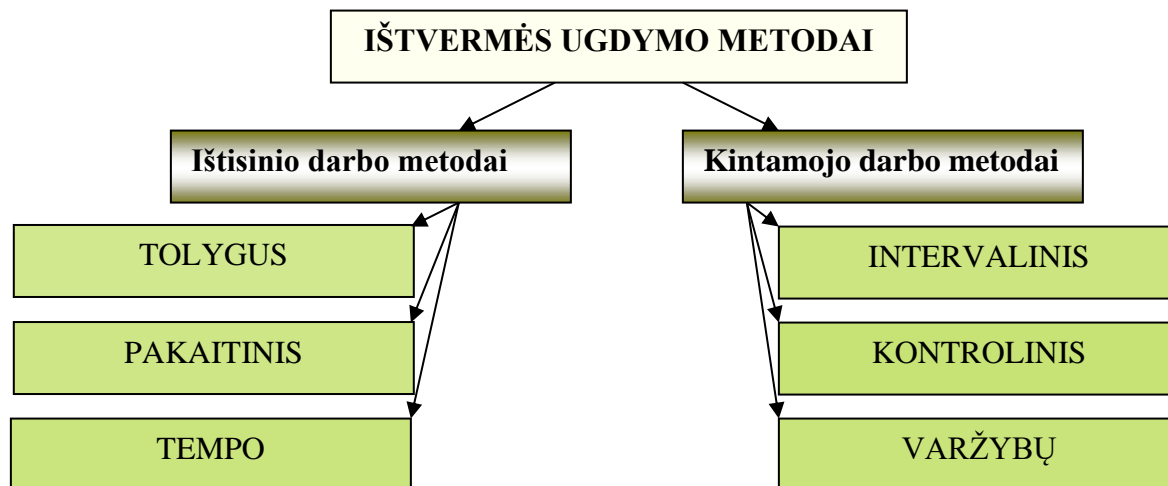 IŠTVERMĖS UGDYMO METODAI
Ištisinio darbo metodai
Kintamojo darbo metodai
TOLYGUS
INTERVALINIS
PAKAITINIS
KONTROLINIS
TEMPO
VARŽYBŲ